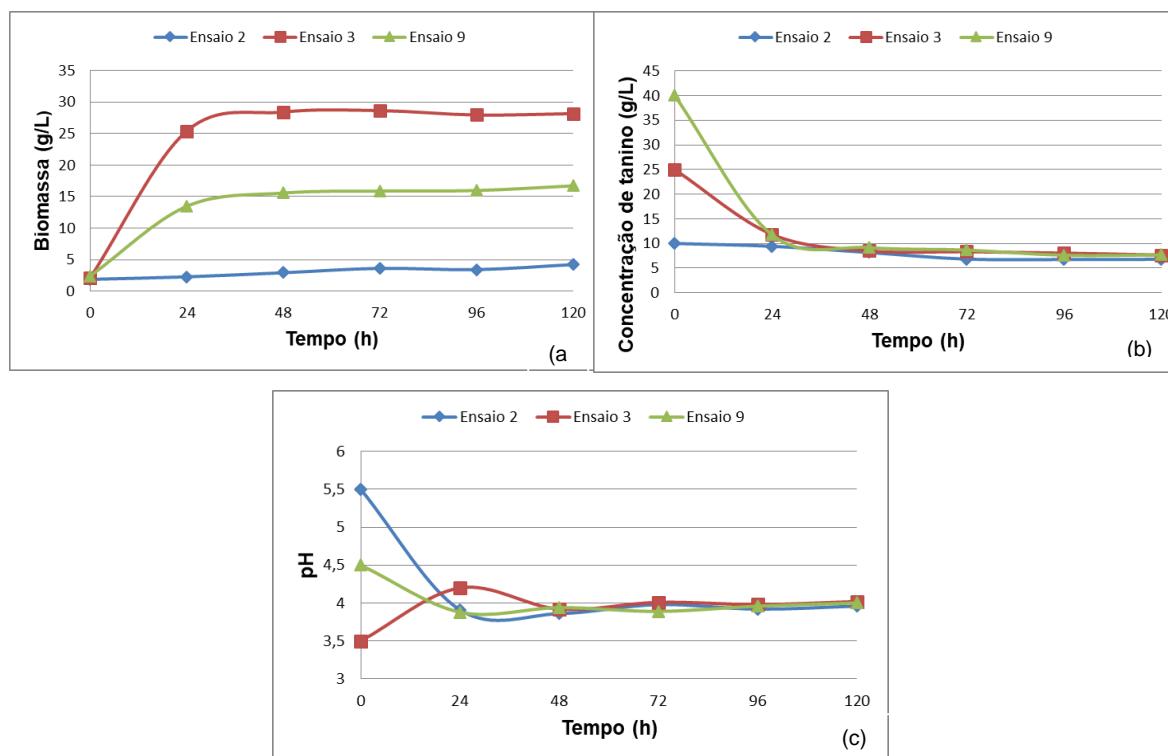 Ensaio 2 Ensaio 3 Ensaio 9
Biomassa (g/L)
35
30
25
20
15
10
5
0
0 24 48 72 96 120
Tempo (h)
(a
Ensaio 2 Ensaio 3 Ensaio 9
Concentração de tanino (g/L)
45
40
35
30
25
20
15
10
5
0
0 24 48 72 96 120
Tempo (h)
(b)
Ensaio 2 Ensaio 3 Ensaio 9
pH
6
5,5
5
4,5
4
3,5
3
0 24 48 72 96 120
Tempo (h)
(c)